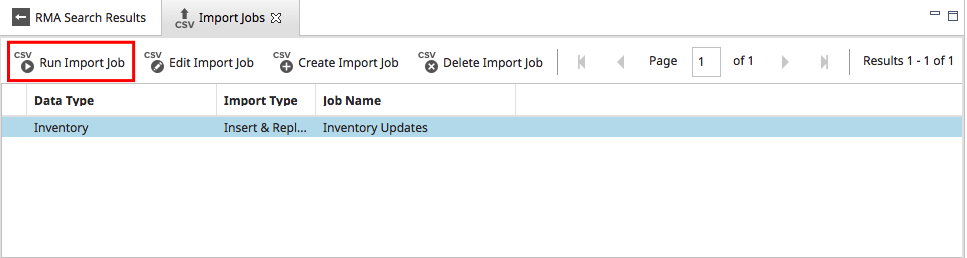 RMA Search Results
CSV Import Jobs
CSV Run Import Job CSV Edit Import Job CSV Create Import Job CSV Delete Import Job Page 1 of 1 Results 1 - 1 of 1
Data Type Import Type Job Name
Inventory Insert & Repl... Inventory Updates